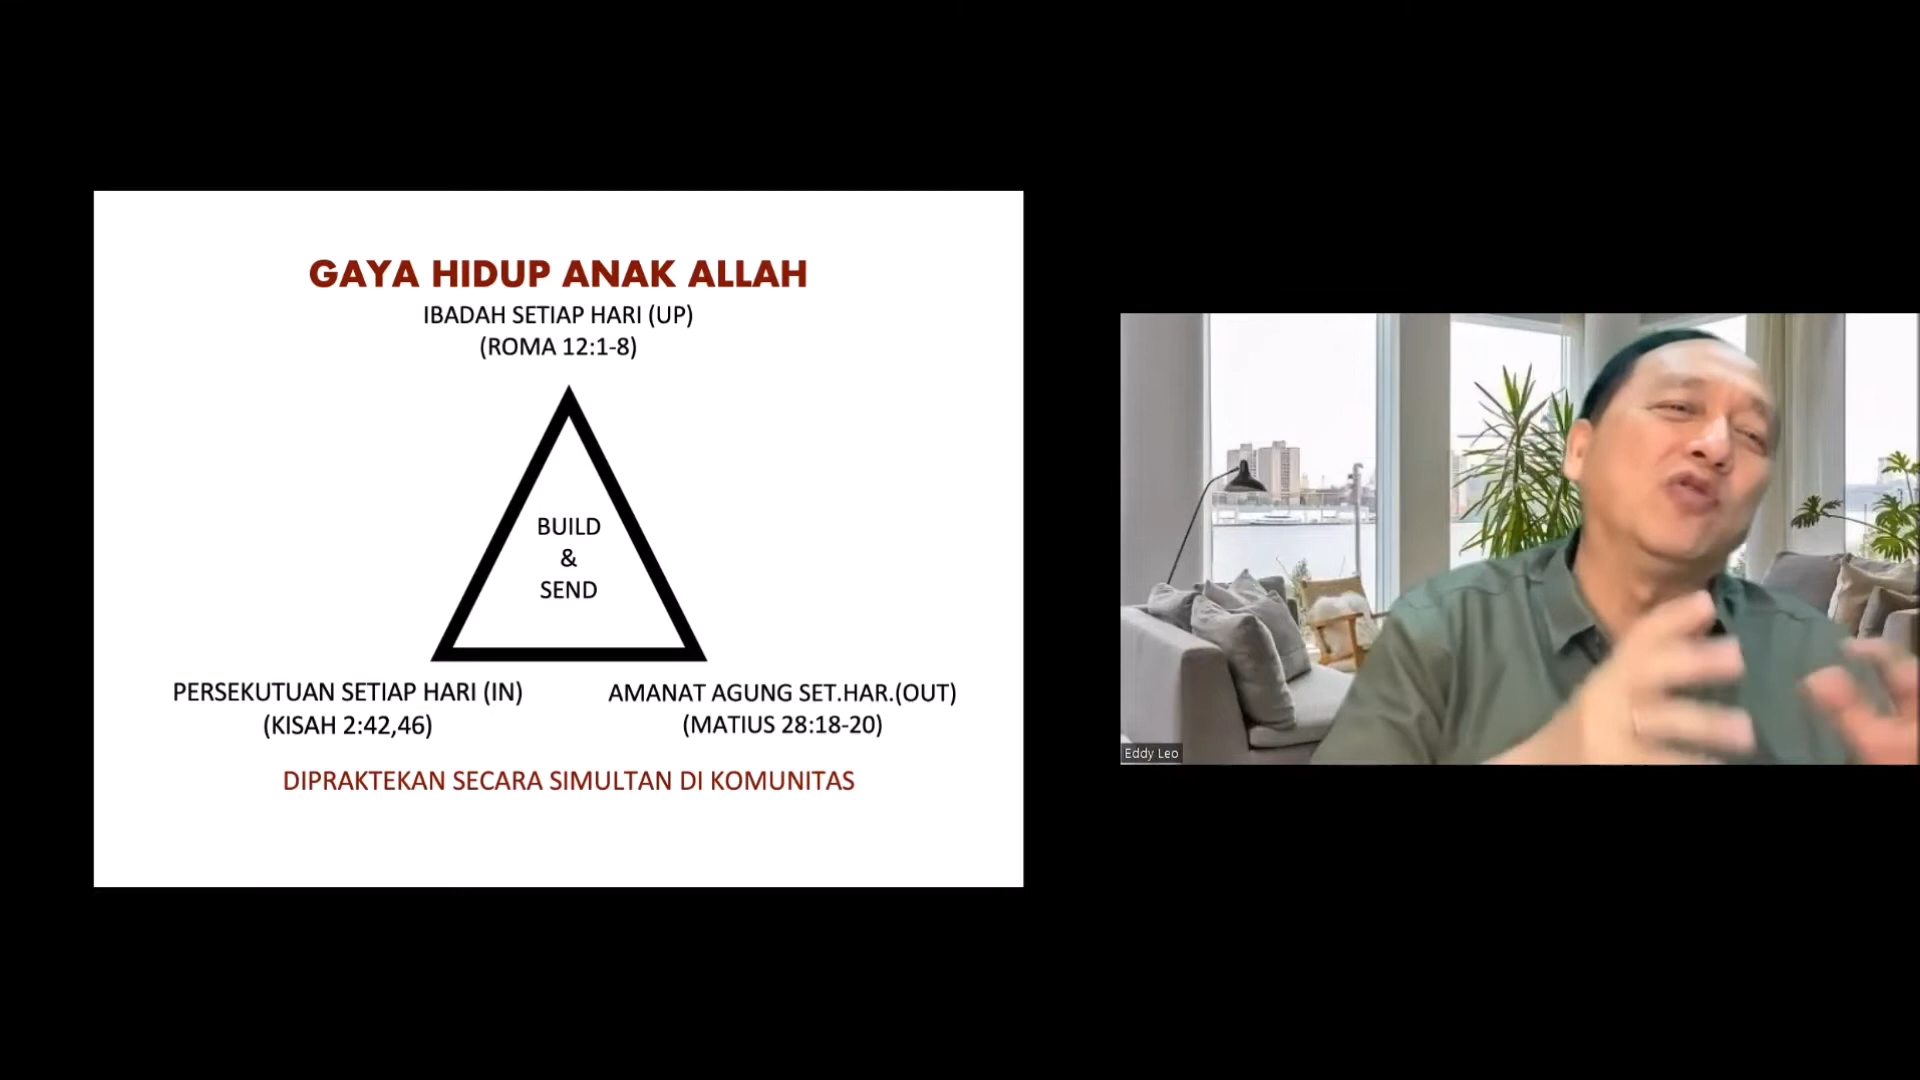 GAYA HIDUP ANAK ALLAH
IBADAH SETIAP HARI (UP)
(ROMA 12:1-8)
BUILD
&
SEND
PERSEKUTUAN SETIAP HARI (IN)
(KISAH 2:42,46)
AMANAT AGUNG SET.HAR.(OUT)
(MATIUS 28:18-20)
DIPRAKTEKAN SECARA SIMULTAN DI KOMUNITAS
Eddy Leo